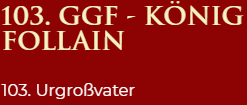 103. GGF - KÖNIG
FOLLAIN
103. Urgroßvater